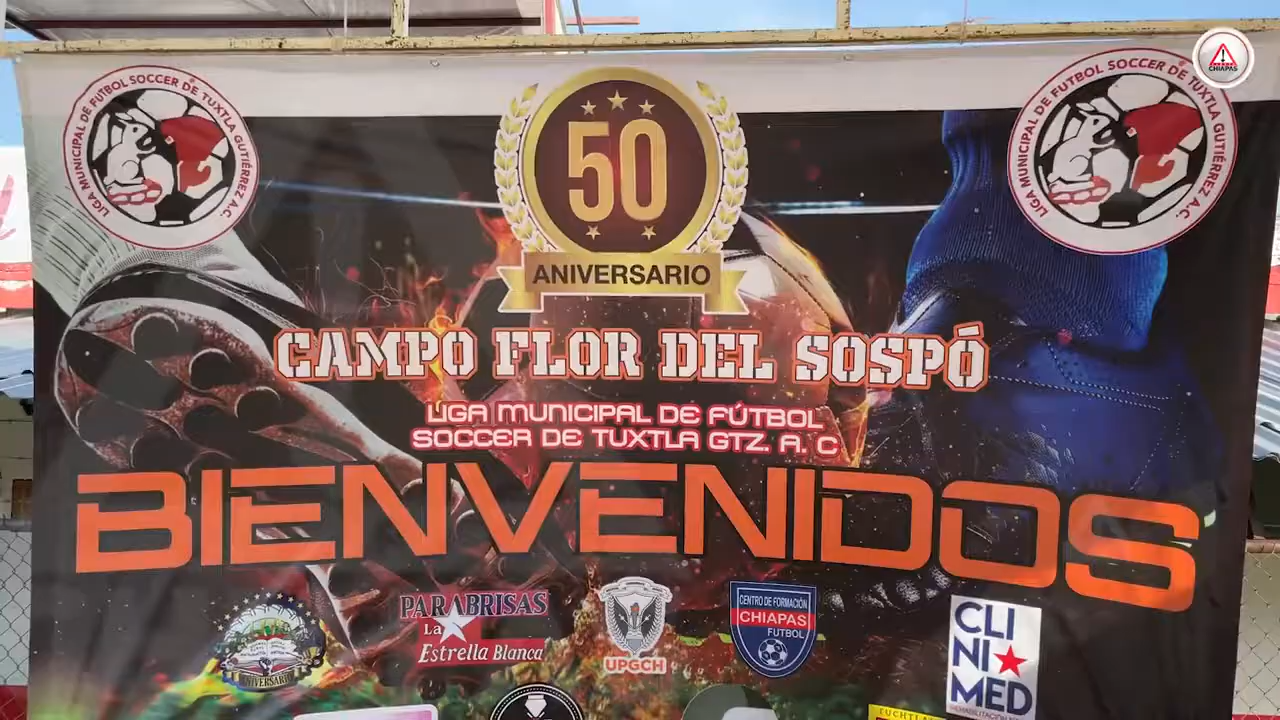 LIGA MUNICIPAL DE FUTBOL SOCCER DE TUXTLA GUTIÉRREZ A.C.
50
ANIVERSARIO
LIGA MUNICIPAL DE FUTBOL SOCCER DE TUXTLA GUTIÉRREZ A.C.
CHIAPAS
CAMPO FLOR DEL SOSPÓ
LIGA MUNICIPAL DE FÚTBOL
SOCCER DE TUXTLA GTZ. A. C
BIENVENIDOS
ANIVERSARIO
PARABRISAS
La
Estrella Blanca
UPGCH
CENTRO DE FORMACIÓN
CHIAPAS
FUTBOL
CLI
NI
MED